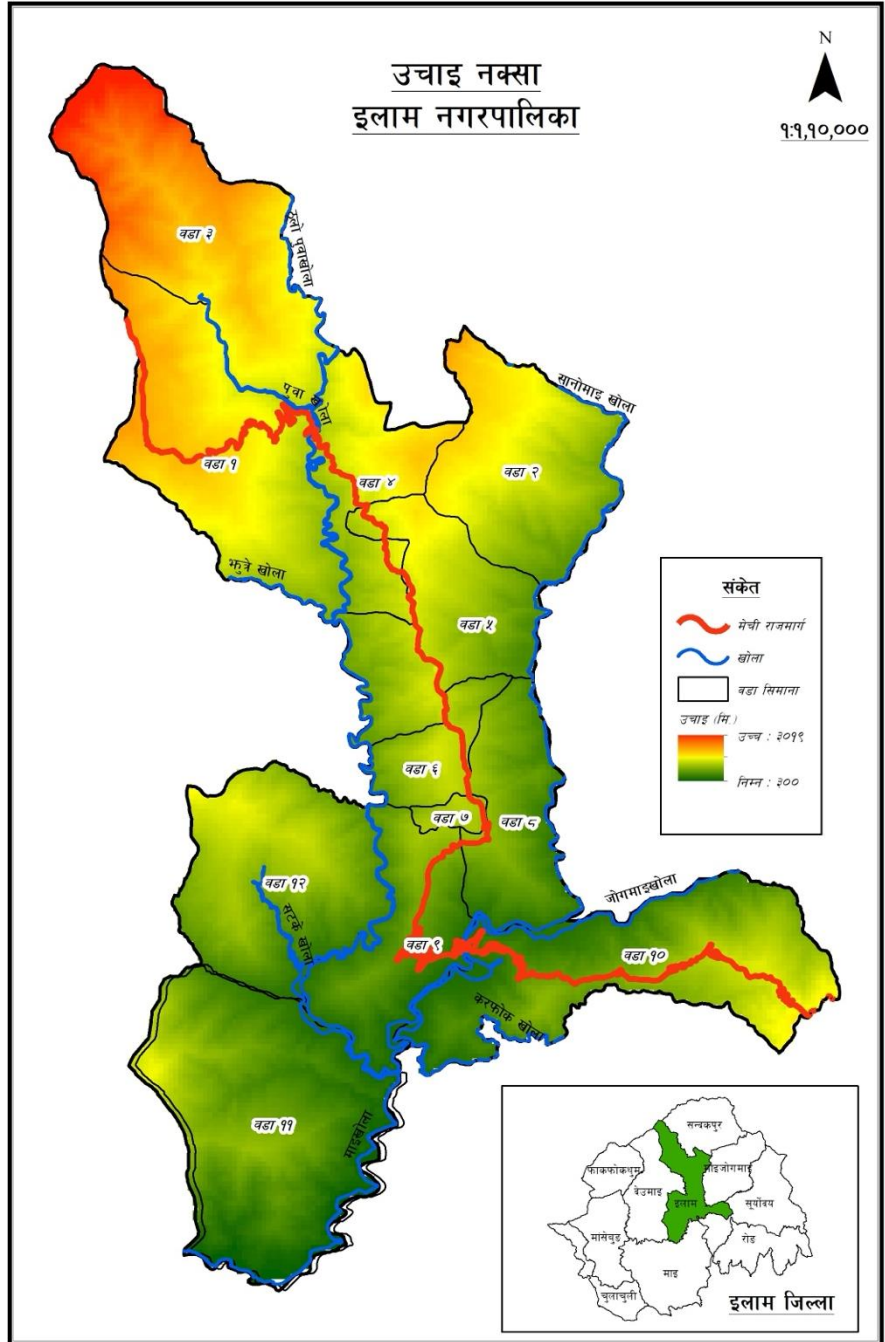 उचाइ नक्सा
इलाम नगरपालिका
N
१:१,१०,०००
वडा ३
ठूलो पुवाखोला
सानोमाइ खोला
पुवा खोला
वडा १
वडा ४
वडा २
झुत्रे खोला
वडा ५
वडा ६
वडा ७
वडा ८
वडा १२
सटके खोला
जोगमाइखोला
वडा ९
वडा १०
करफोक खोला
माइखोला
वडा ११
संकेत
मेची राजमार्ग
खोला
वडा सिमाना
उचाइ (मि.)
उच्च : ३०१९
निम्न : ३००
सन्दकपुर
फाकफोकथुम
माइजोगमाइ
देउमाइ
इलाम
सूर्योदय
माङसेबुङ
रोङ
माइ
चुलाचुली
इलाम जिल्ला